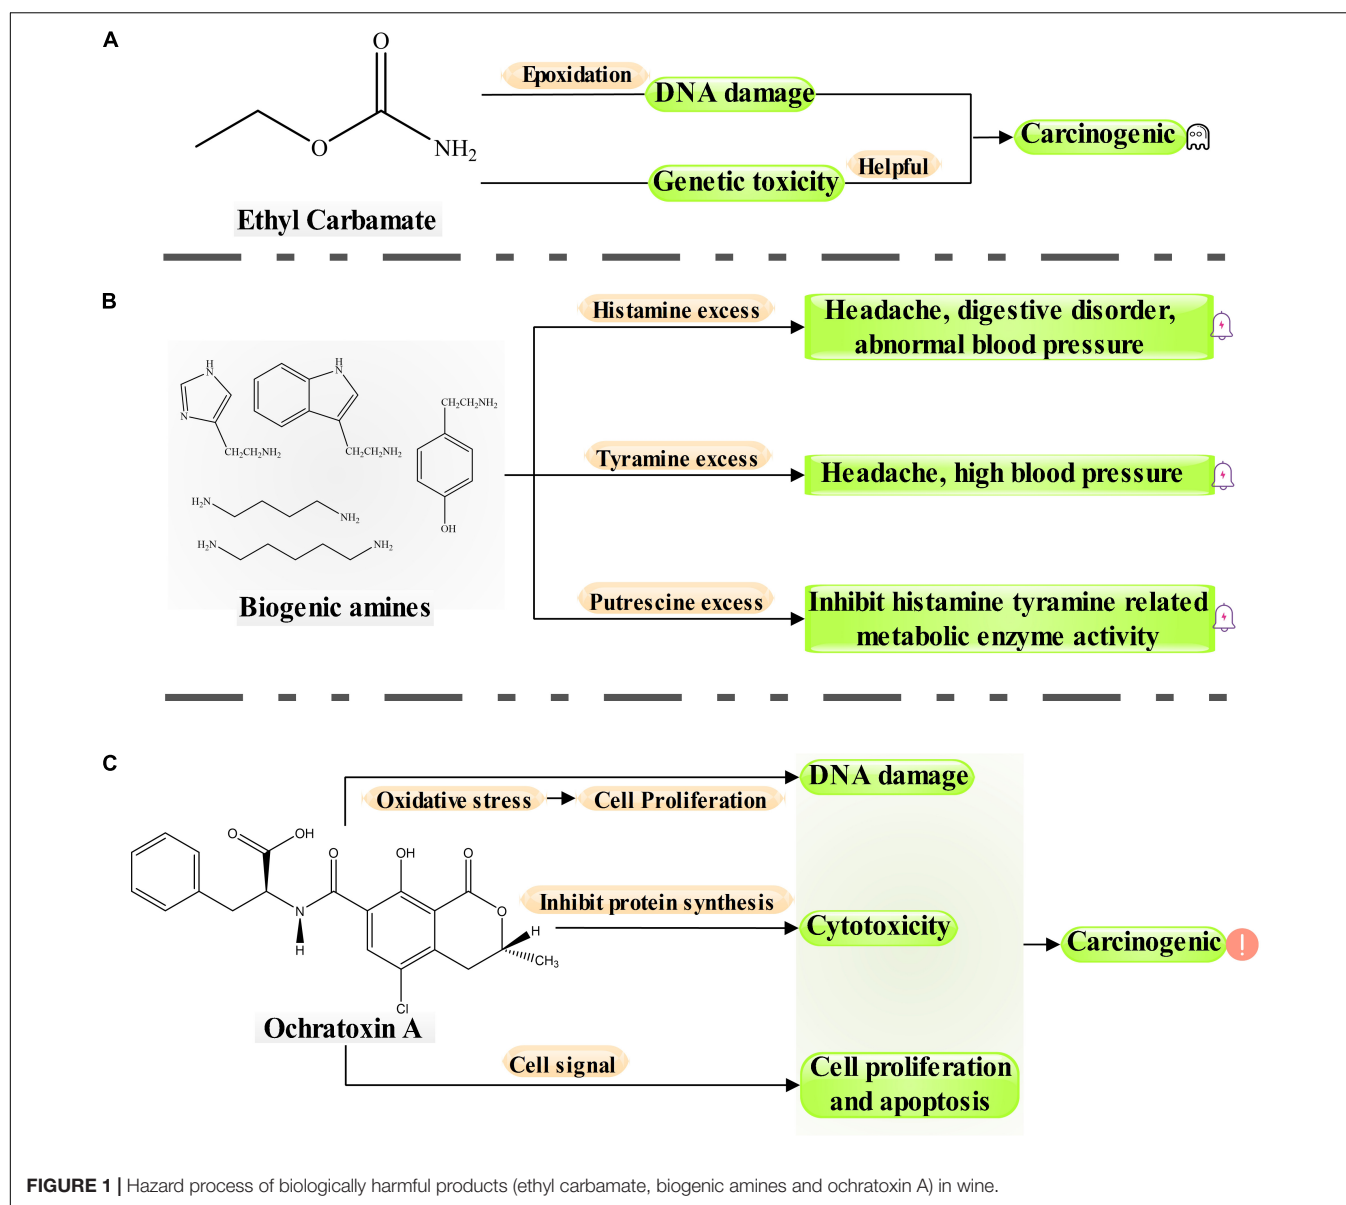 A
O
O
NH2
Ethyl Carbamate
Epoxidation
DNA damage
Genetic toxicity
Helpful
Carcinogenic
B
H
N
N
CH2CH2NH2
H
N
CH2CH2NH2
CH2CH2NH2
OH
H2N
NH2
H2N
NH2
Biogenic amines
Histamine excess
Headache, digestive disorder,
abnormal blood pressure
Tyramine excess
Headache, high blood pressure
Putrescine excess
Inhibit histamine tyramine related
metabolic enzyme activity
C
Oxidative stress
Cell Proliferation
DNA damage
O
OH
O
OH
O
N
H
O
H
CH3
Cl
Ochratoxin A
Inhibit protein synthesis
Cytotoxicity
Cell signal
Cell proliferation
and apoptosis
Carcinogenic
!
FIGURE 1 | Hazard process of biologically harmful products (ethyl carbamate, biogenic amines and ochratoxin A) in wine.